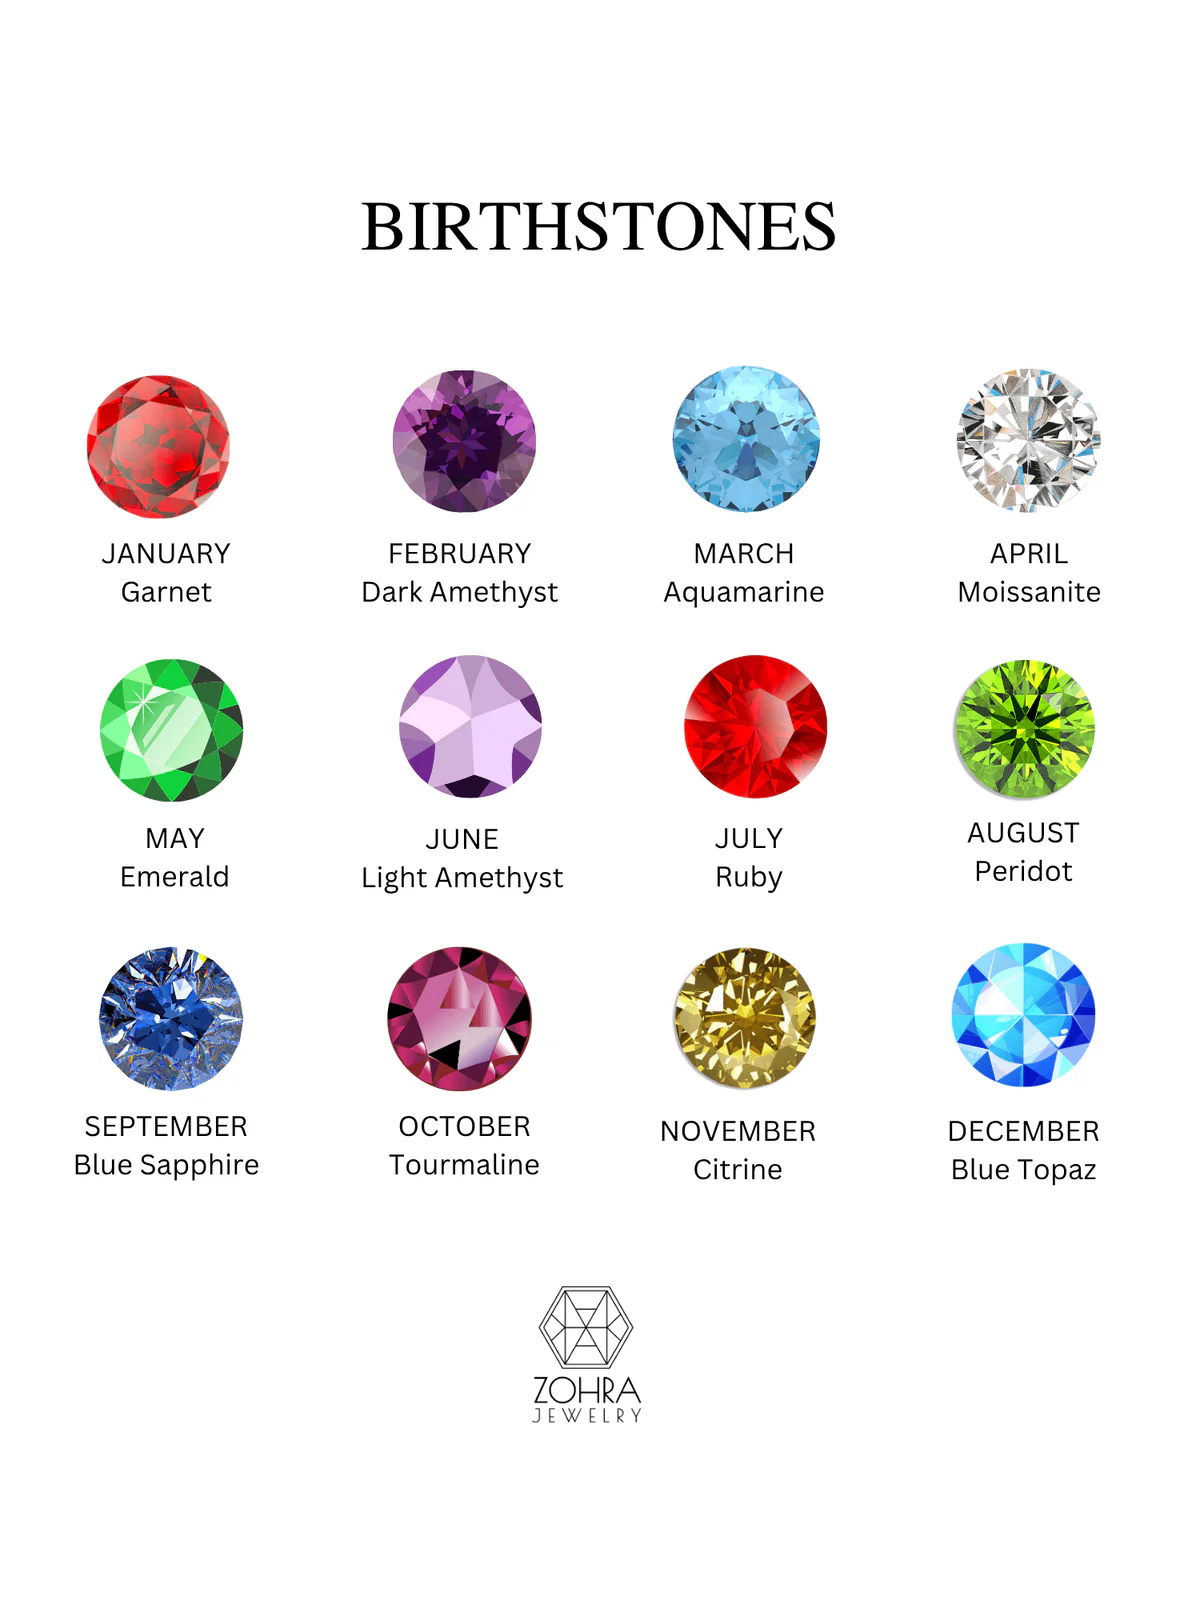 BIRTHSTONES
JANUARY
Garnet
FEBRUARY
Dark Amethyst
MARCH
Aquamarine
APRIL
Moissanite
MAY
Emerald
JUNE
Light Amethyst
JULY
Ruby
AUGUST
Peridot
SEPTEMBER
Blue Sapphire
OCTOBER
Tourmaline
NOVEMBER
Citrine
DECEMBER
Blue Topaz
ZOHRA
JEWELRY